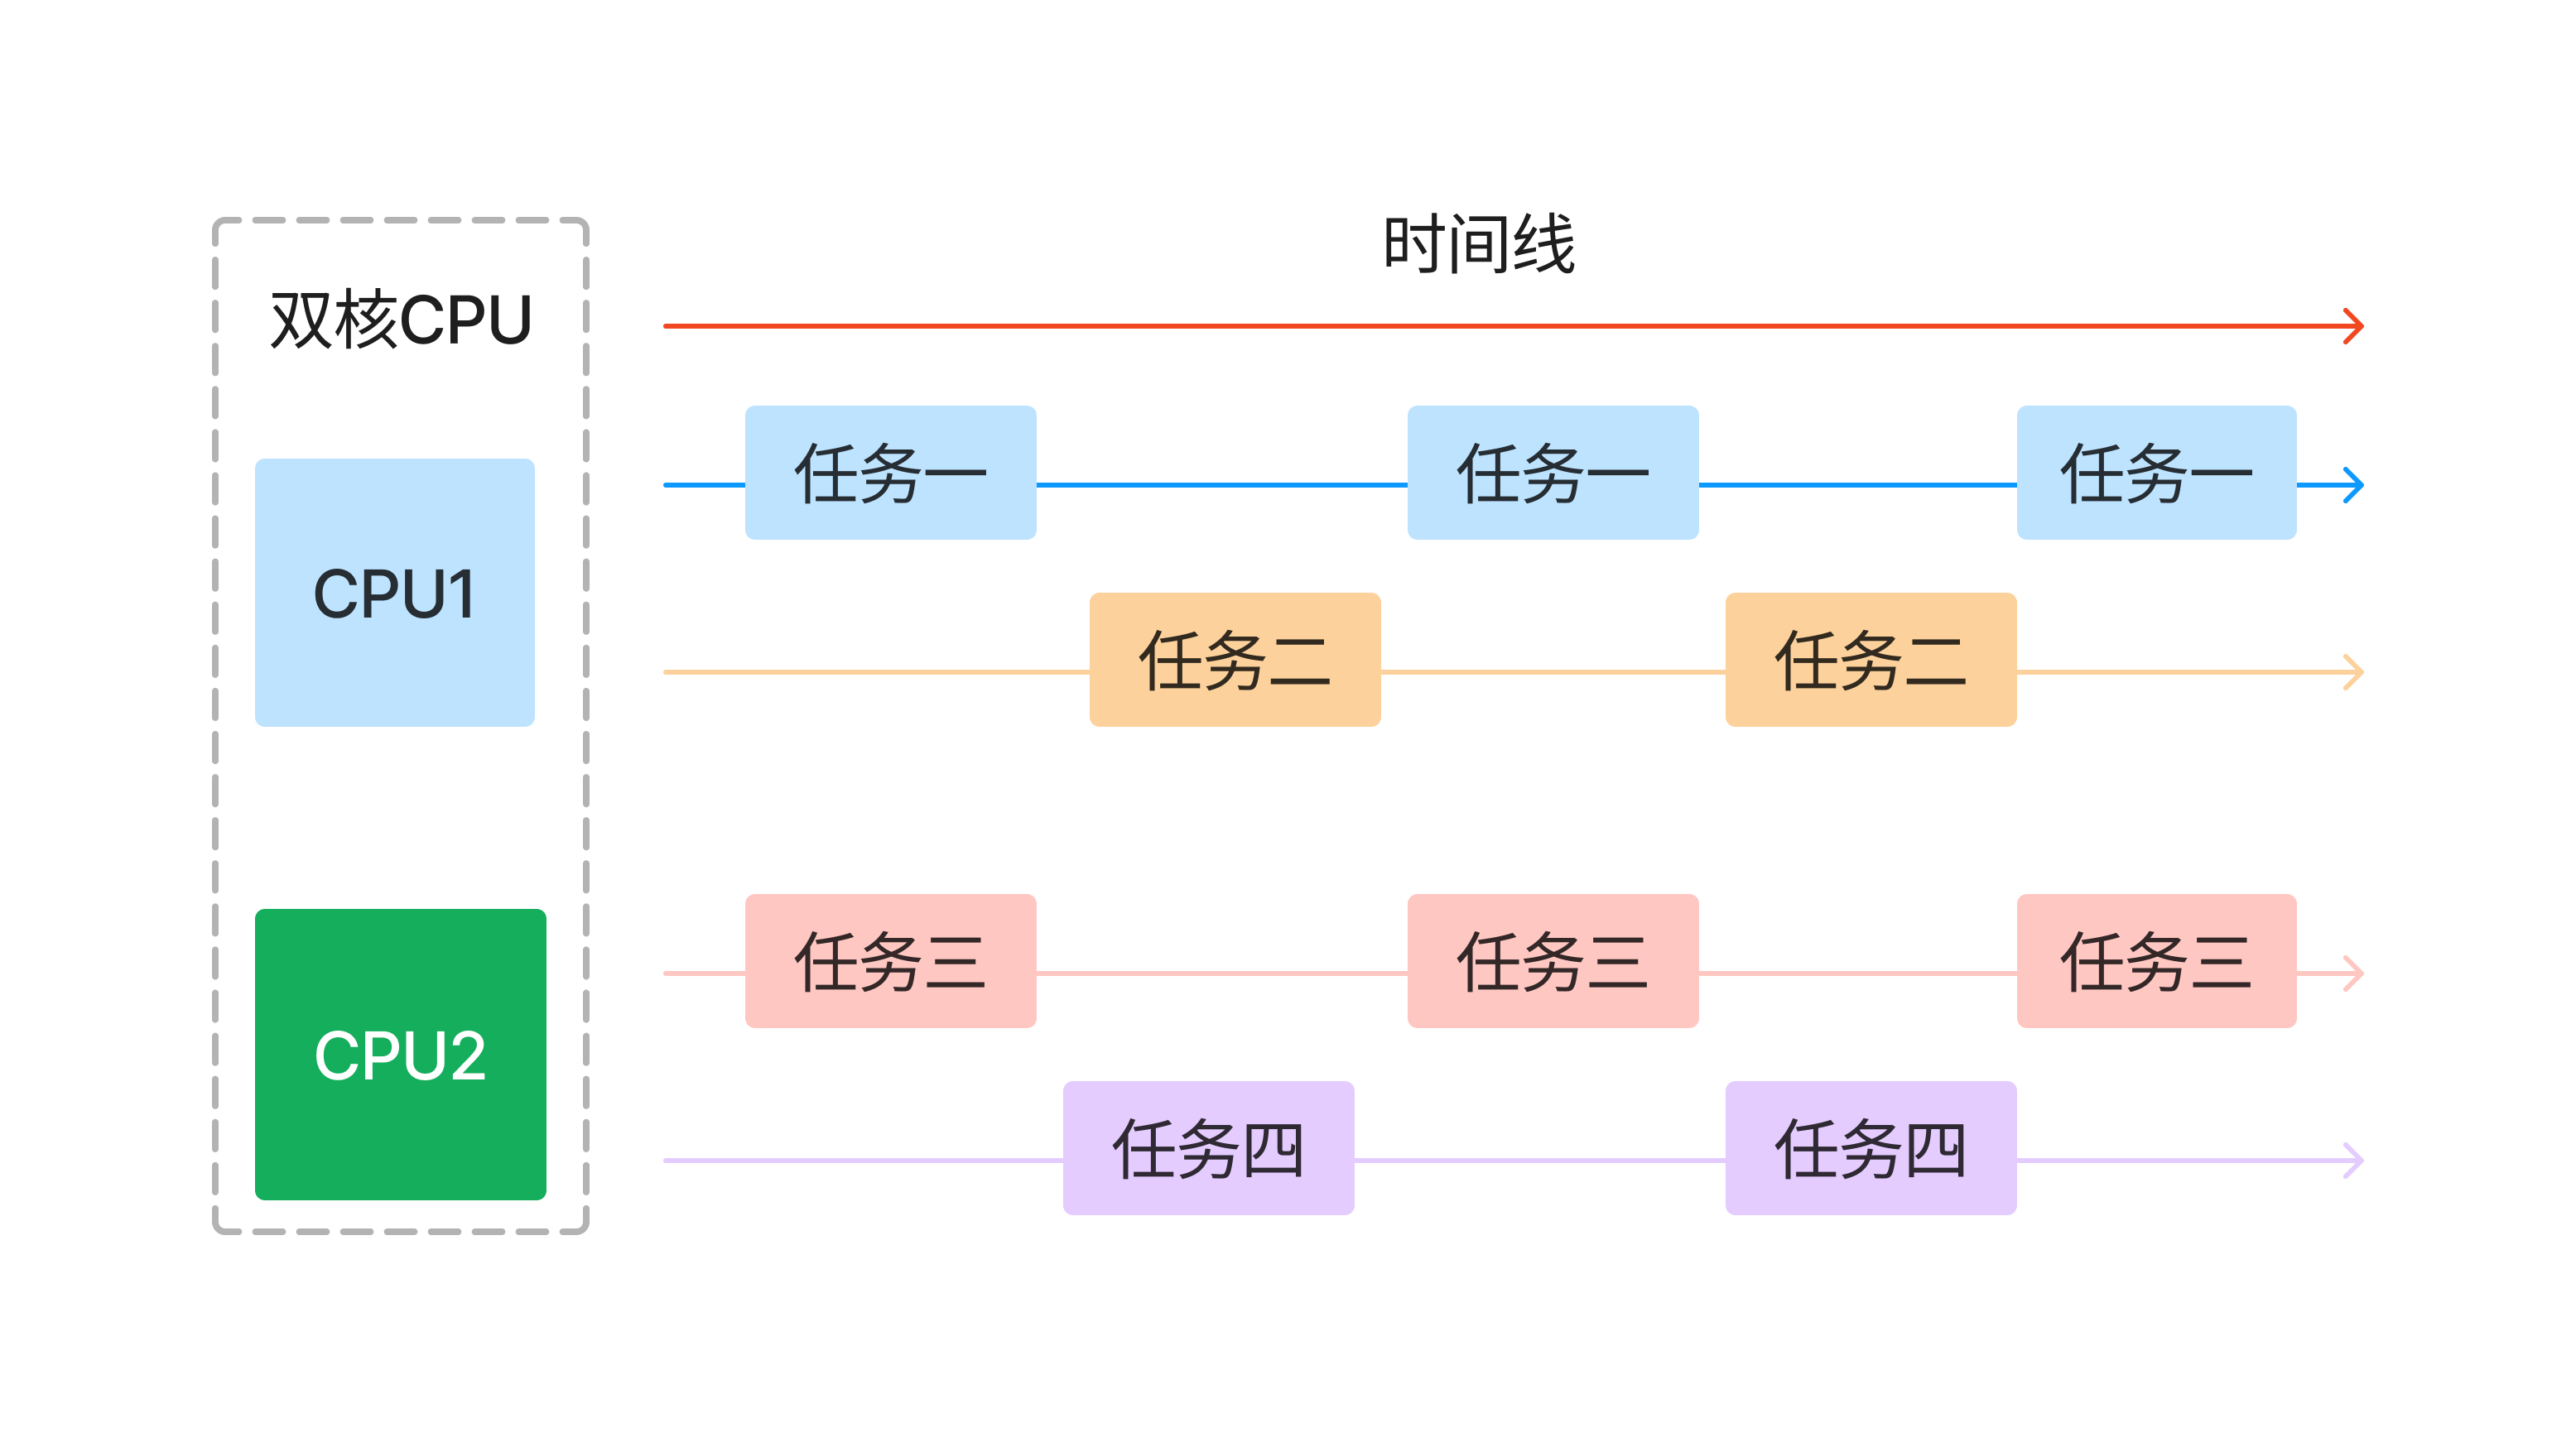 时间线
双核CPU
任务一 任务一 任务一
CPU1
任务二 任务二
任务三 任务三 任务三
CPU2
任务四 任务四